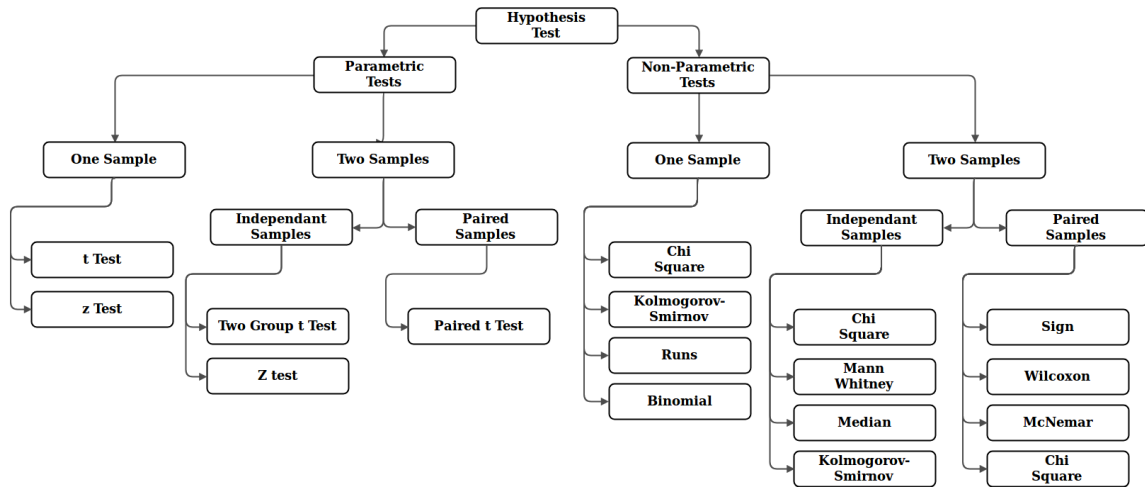 Hypothesis
Test
Parametric
Tests
Non-Parametric
Tests
One Sample
Two Samples
One Sample
Two Samples
Independant
Samples
Paired
Samples
Independant
Samples
Paired
Samples
t Test
z Test
Two Group t Test
Z test
Paired t Test
Chi
Square
Kolmogorov-
Smirnov
Runs
Binomial
Chi
Square
Mann
Whitney
Median
Kolmogorov-
Smirnov
Sign
Wilcoxon
McNemar
Chi
Square